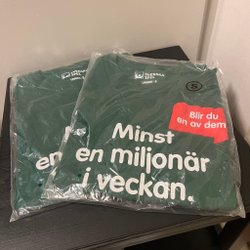 S
Blir du
en av dem
Minst
en miljonär
i veckan.